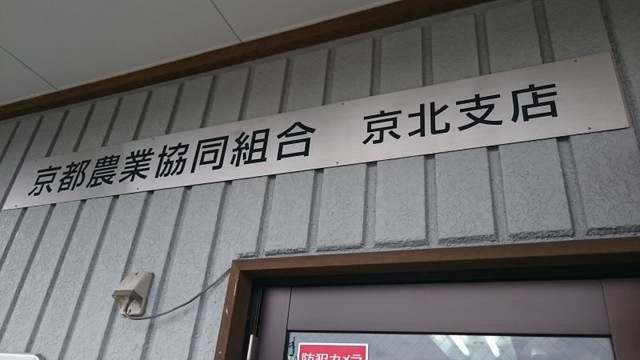 京都農業協同組合 京北支店
防犯カメラ